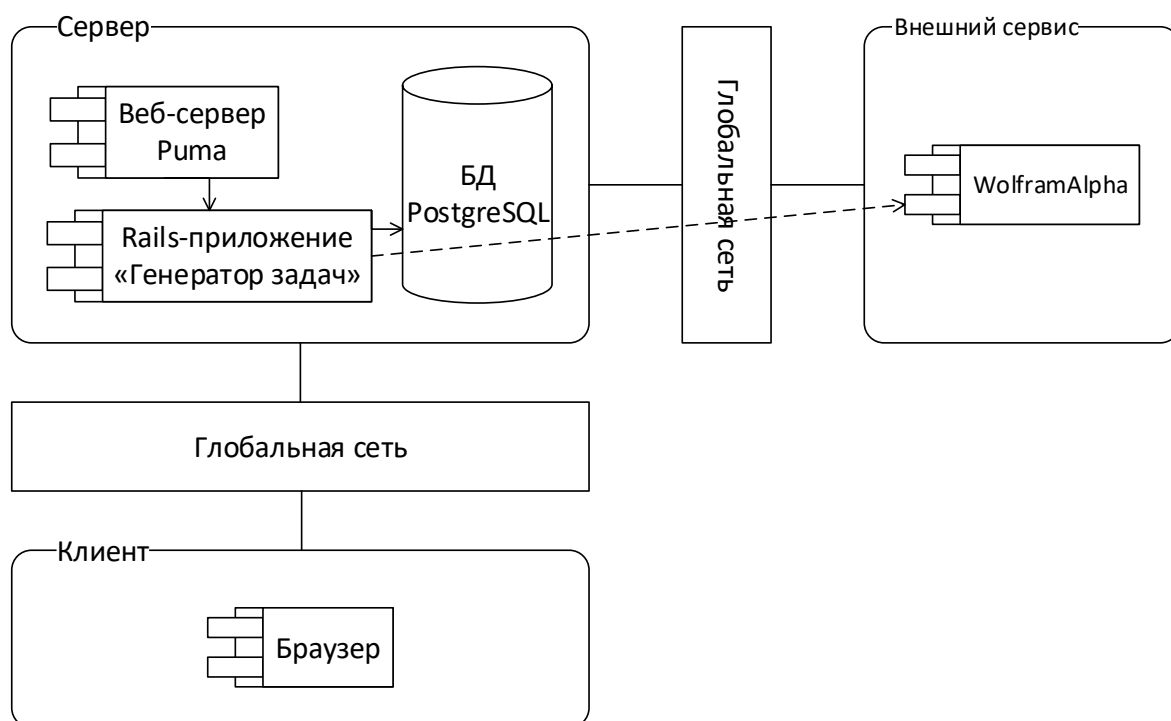 Сервер
Веб-сервер
Puma
Rails-приложение
«Генератор задач»
БД
PostgreSQL
Глобальная сеть
Внешний сервис
WolframAlpha
Глобальная сеть
Клиент
Браузер